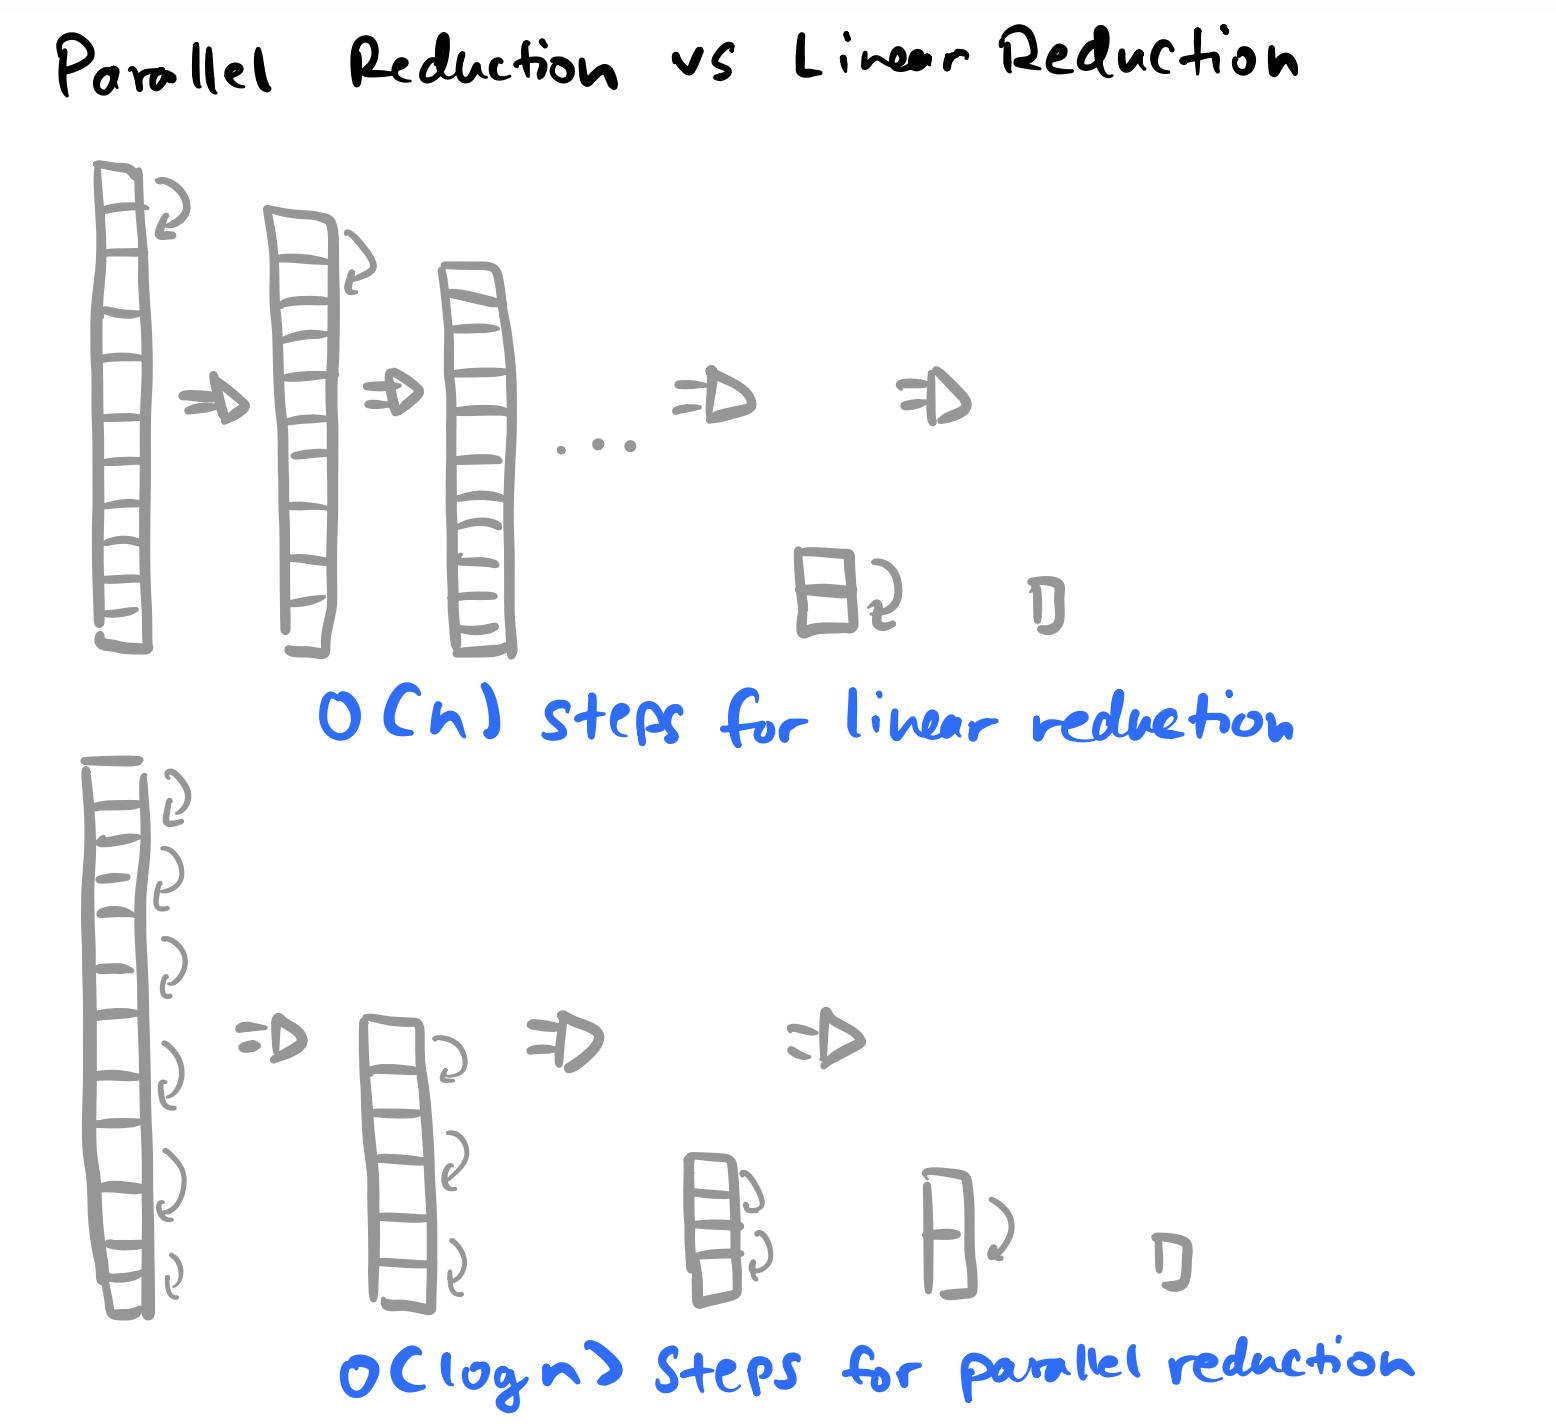 Parallel Reduction vs Linear Reduction
O(n) steps for linear reduction
O(log n) steps for parallel reduction